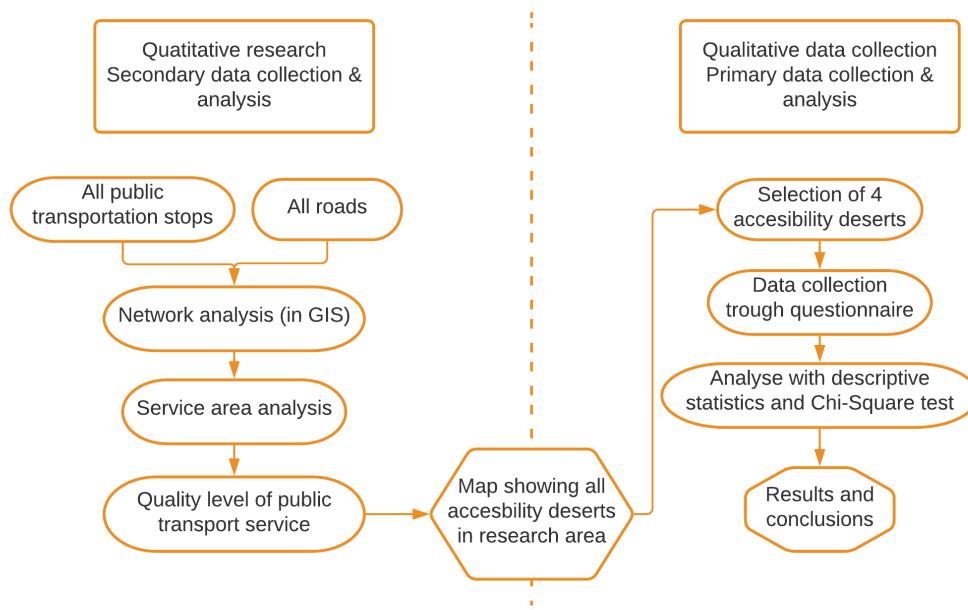 Quatitative research
Secondary data collection &
analysis
All public
transportation stops
All roads
Network analysis (in GIS)
Service area analysis
Quality level of public
transport service
Map showing all
accesbility deserts
in research area
Qualitative data collection
Primary data collection &
analysis
Selection of 4
accesibility deserts
Data collection
trough questionnaire
Analyse with descriptive
statistics and Chi-Square test
Results and
conclusions